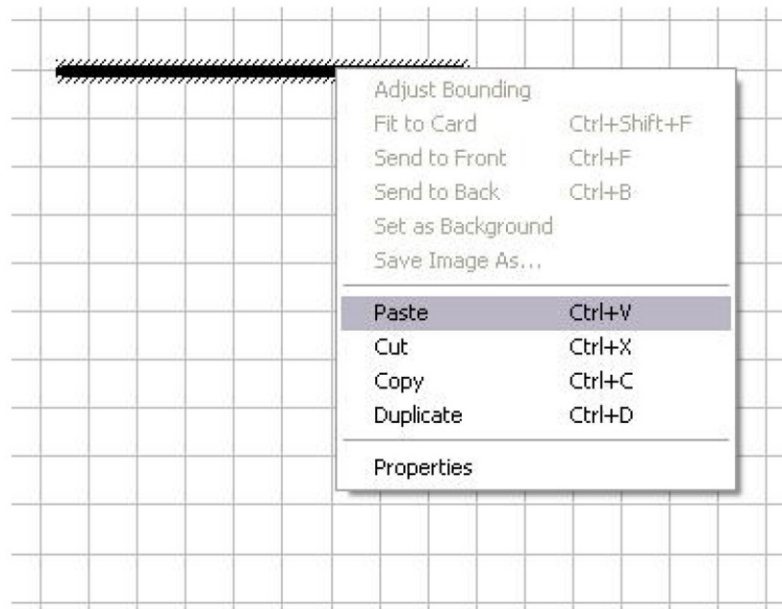 Adjust Bounding
Fit to Card Ctrl+Shift+F
Send to Front Ctrl+F
Send to Back Ctrl+B
Set as Background
Save Image As...
Paste Ctrl+V
Cut Ctrl+X
Copy Ctrl+C
Duplicate Ctrl+D
Properties